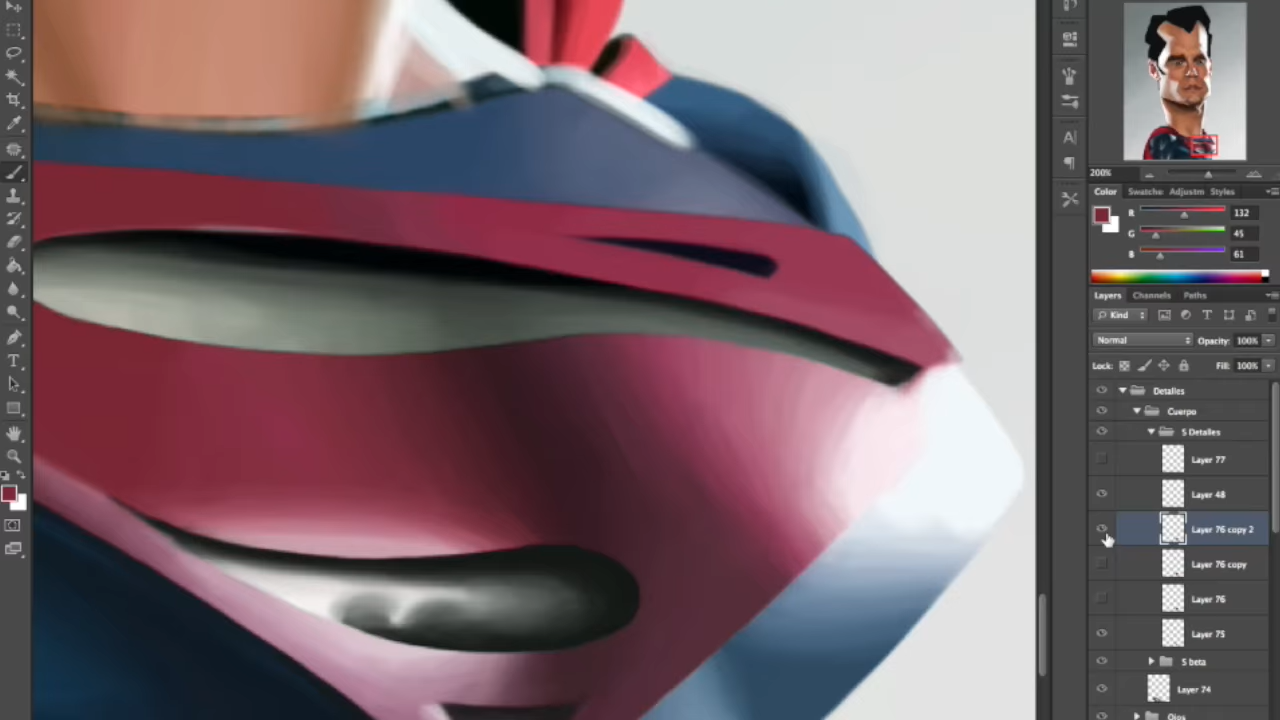 200%
Color Swatche Adjustm Styles
R 132
G 45
B 61
Layers Channels Paths
Kind
Normal Opacity: 100%
Lock: Fill: 100%
Detalles
Cuerpo
S Detalles
Layer 77
Layer 48
Layer 76 copy 2
Layer 76 copy
Layer 76
Layer 75
S beta
Layer 74
Ojos